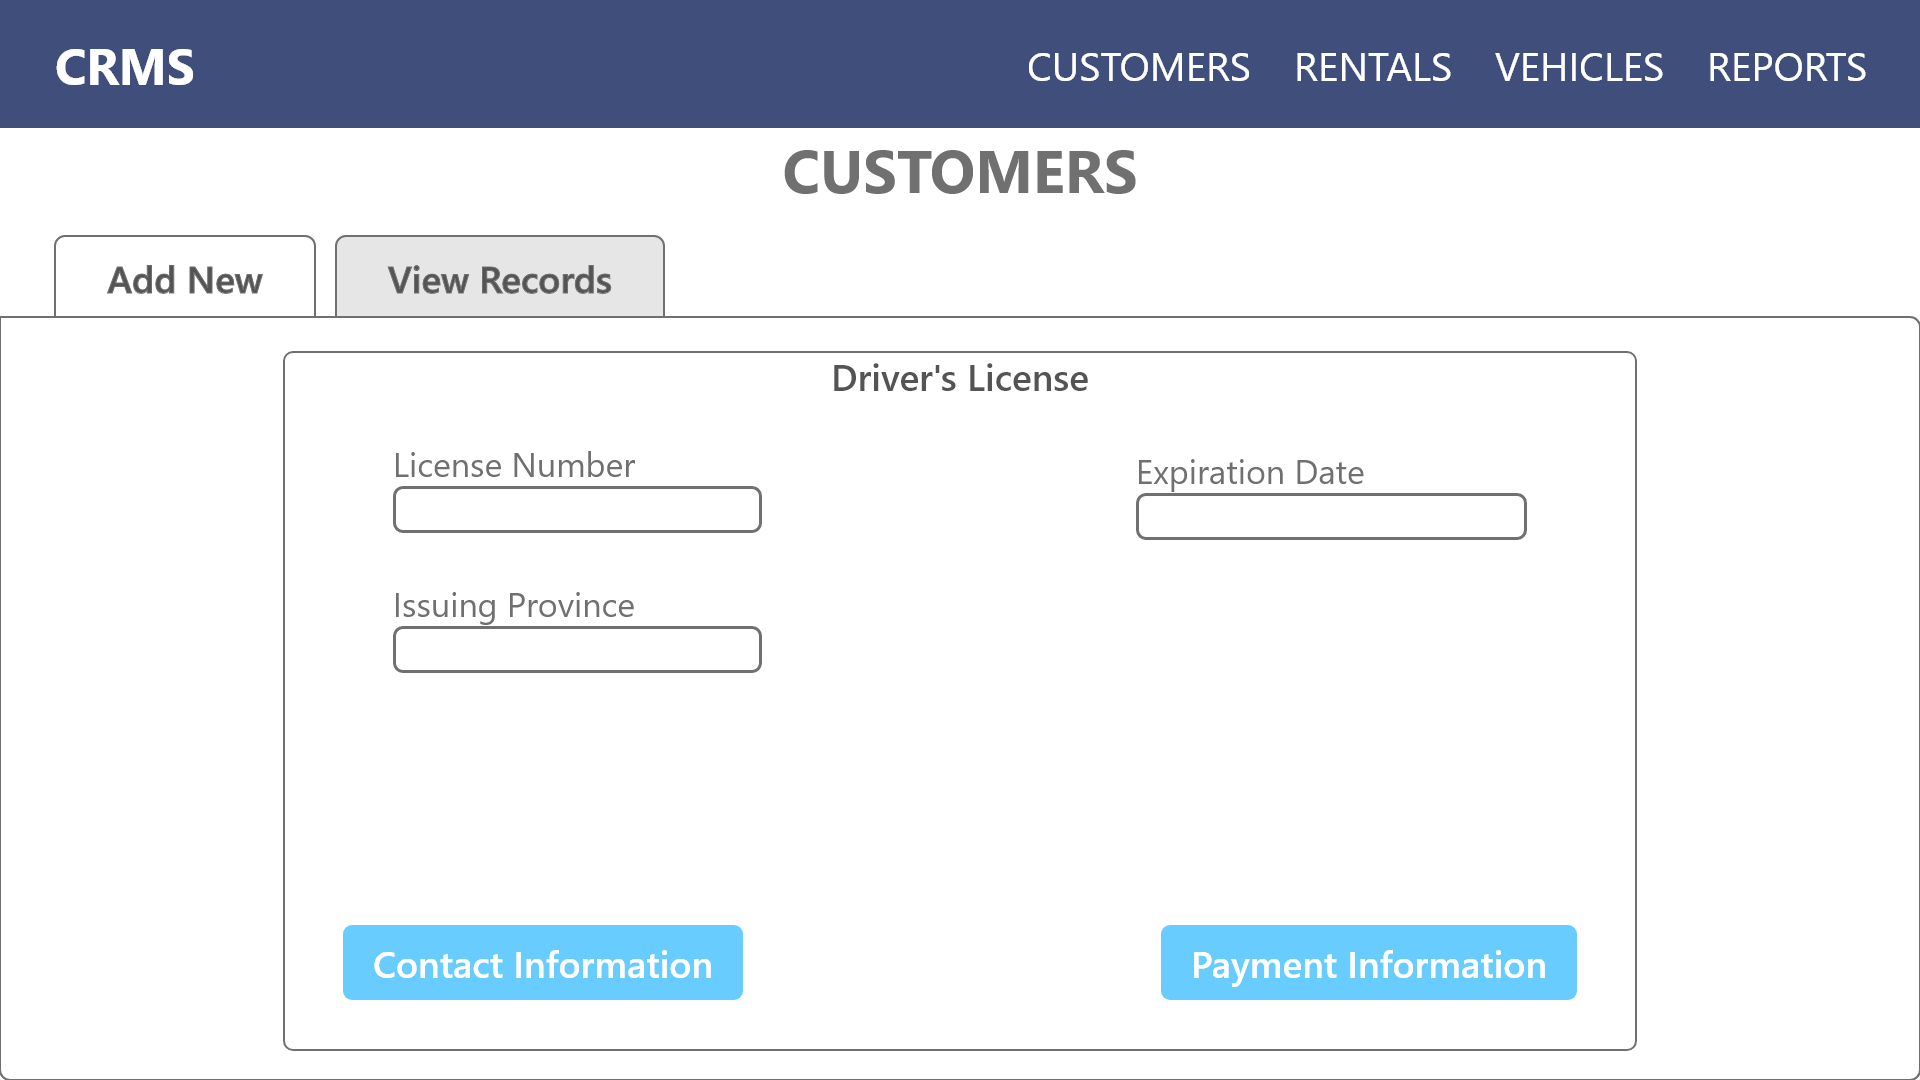 CRMS
CUSTOMERS RENTALS VEHICLES REPORTS
CUSTOMERS
Add New
View Records
Driver's License
License Number
Expiration Date
Issuing Province
Contact Information
Payment Information